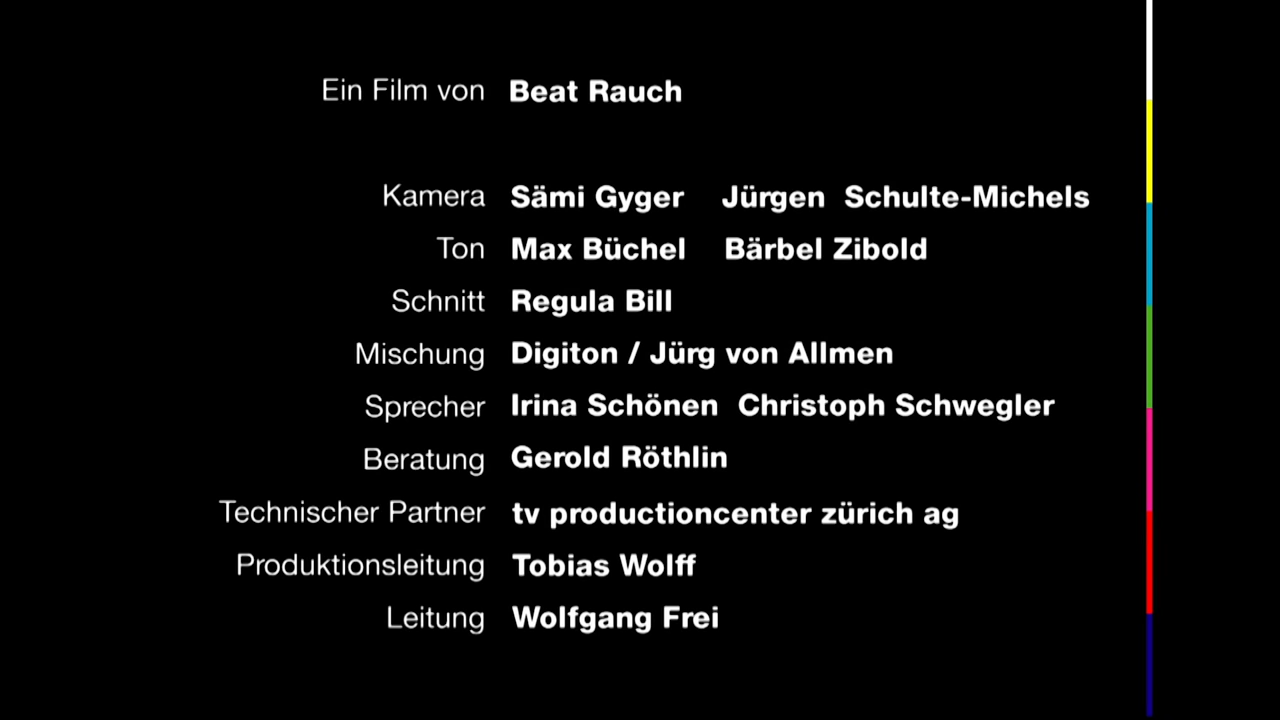 Ein Film von Beat Rauch
Kamera Sämi Gyger Jürgen Schulte-Michels
Ton Max Büchel Bärbel Zibold
Schnitt Regula Bill
Mischung Digiton / Jürg von Allmen
Sprecher Irina Schönen Christoph Schwegler
Beratung Gerold Röthlin
Technischer Partner tv productioncenter zürich ag
Produktionsleitung Tobias Wolff
Leitung Wolfgang Frei